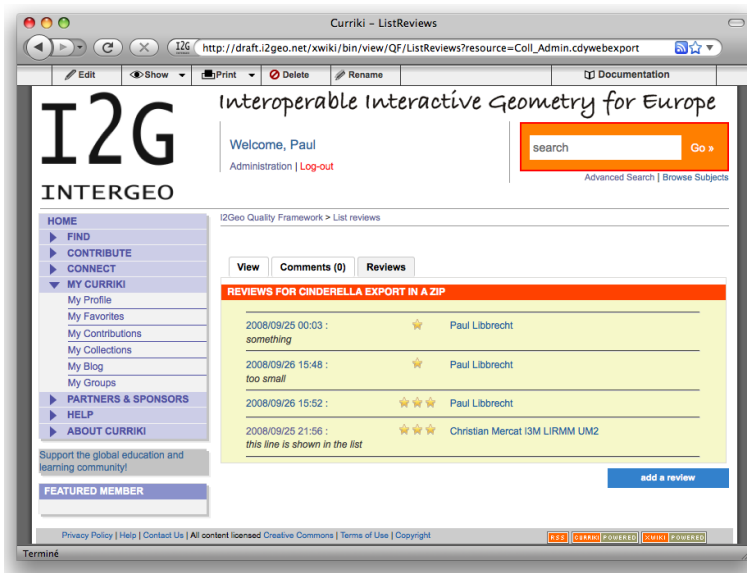 Curriki – ListReviews
I2G http://draft.i2geo.net/xwiki/bin/view/QF/ListReviews?resource=Coll_Admin.cdywebexport
Edit Show Print Delete Rename Documentation
I2G
INTERGEO
Interoperable Interactive Geometry for Europe
Welcome, Paul
Administration | Log-out
search Go »
Advanced Search | Browse Subjects
HOME
FIND
CONTRIBUTE
CONNECT
MY CURRIKI
My Profile
My Favorites
My Contributions
My Collections
My Blog
My Groups
PARTNERS & SPONSORS
HELP
ABOUT CURRIKI
Support the global education and
learning community!
FEATURED MEMBER
I2Geo Quality Framework > List reviews
View Comments (0) Reviews
REVIEWS FOR CINDERELLA EXPORT IN A ZIP
2008/09/25 00:03 : Paul Libbrecht
something
2008/09/26 15:48 : Paul Libbrecht
too small
2008/09/26 15:52 : Paul Libbrecht
2008/09/25 21:56 : Christian Mercat I3M LIRMM UM2
this line is shown in the list
add a review
Privacy Policy | Help | Contact Us | All content licensed Creative Commons | Terms of Use | Copyright
RSS CURRIKI POWERED XWIKI POWERED
Terminé